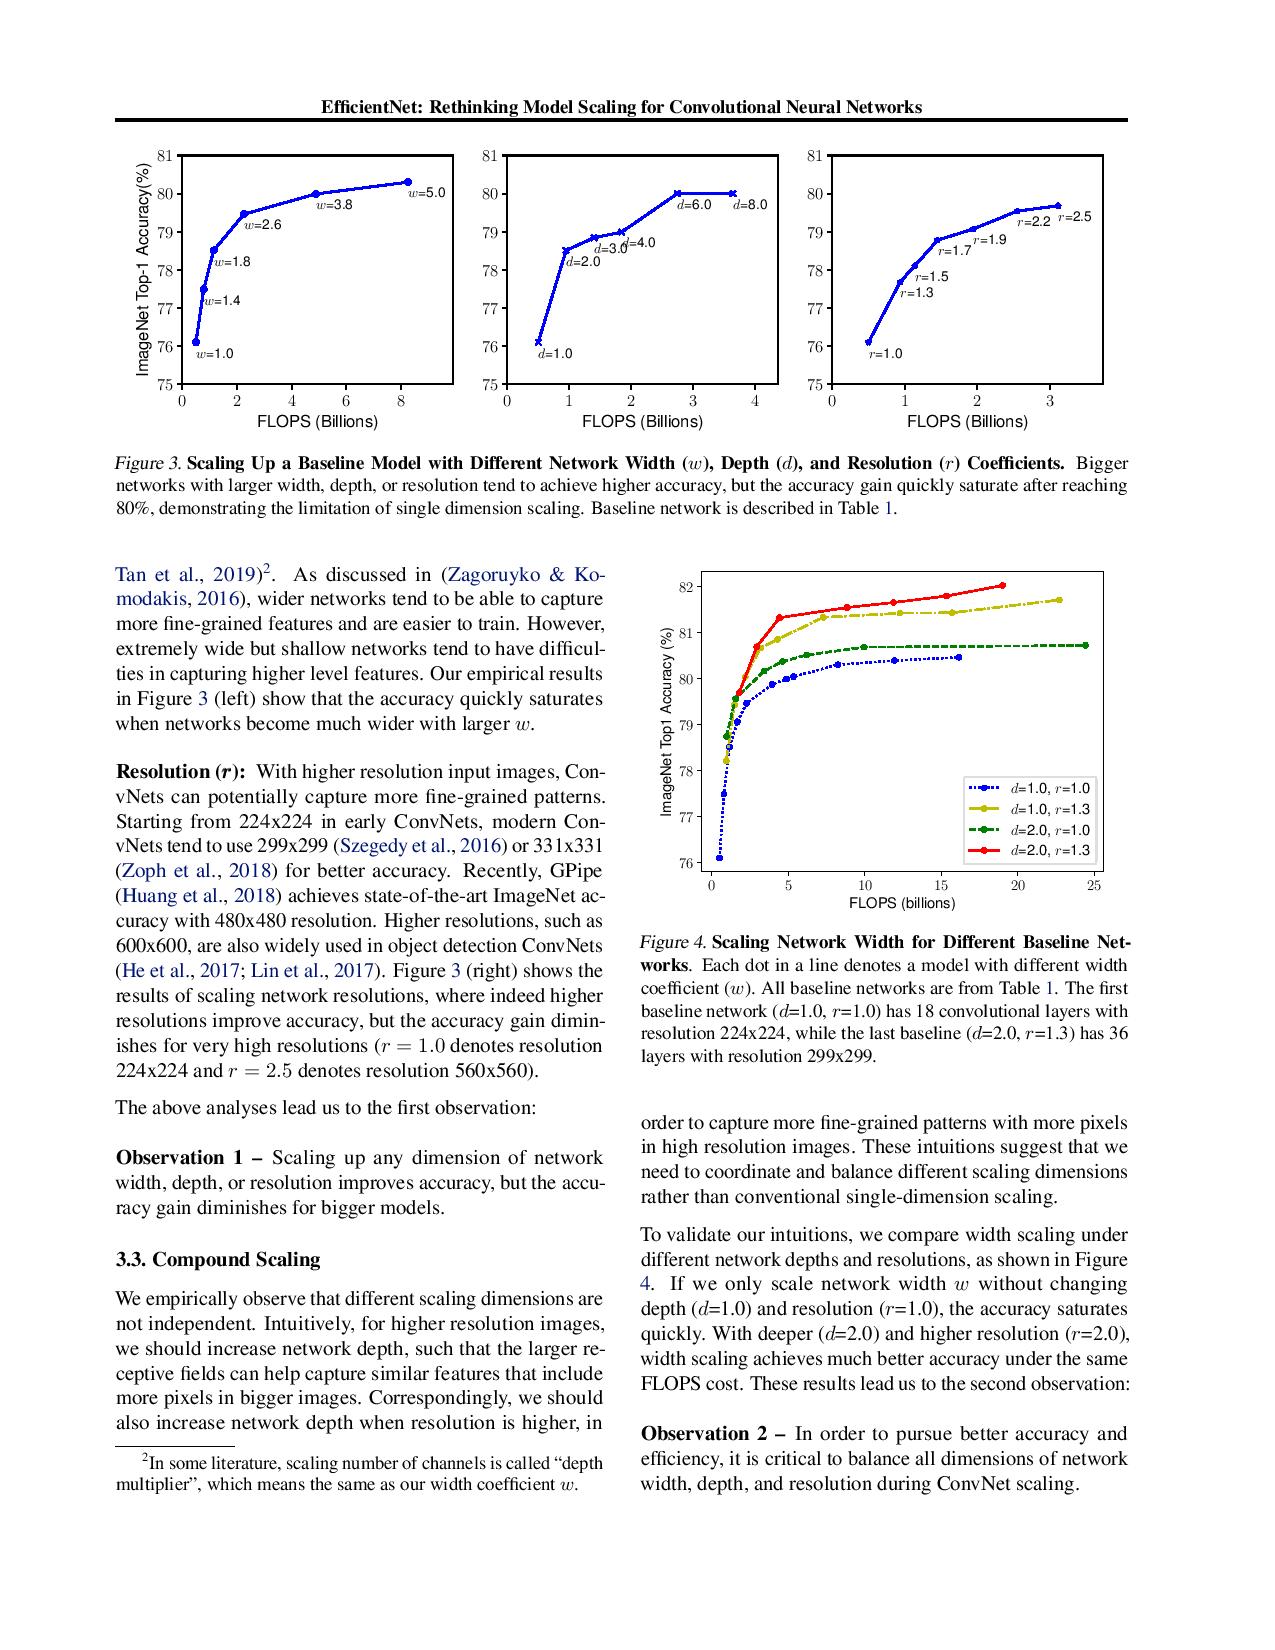 EfficientNet: Rethinking Model Scaling for Convolutional Neural Networks
ImageNet Top-1 Accuracy(%)
81
80
79
78
77
76
75
w=1.0
w=1.4
w=1.8
w=2.6
w=3.8
w=5.0
0 2 4 6 8
FLOPS (Billions)
81
80
79
78
77
76
75
d=1.0
d=2.0
d=3.0
d=4.0
d=6.0
d=8.0
0 1 2 3 4
FLOPS (Billions)
81
80
79
78
77
76
75
r=1.0
r=1.3
r=1.5
r=1.7
r=1.9
r=2.2
r=2.5
0 1 2 3
FLOPS (Billions)
Figure 3. Scaling Up a Baseline Model with Different Network Width (w), Depth (d), and Resolution (r) Coefficients. Bigger
networks with larger width, depth, or resolution tend to achieve higher accuracy, but the accuracy gain quickly saturate after reaching
80%, demonstrating the limitation of single dimension scaling. Baseline network is described in Table 1.
Tan et al., 2019)2. As discussed in (Zagoruyko & Ko-
modakis, 2016), wider networks tend to be able to capture
more fine-grained features and are easier to train. However,
extremely wide but shallow networks tend to have difficul-
ties in capturing higher level features. Our empirical results
in Figure 3 (left) show that the accuracy quickly saturates
when networks become much wider with larger w.
Resolution (r): With higher resolution input images, Con-
vNets can potentially capture more fine-grained patterns.
Starting from 224x224 in early ConvNets, modern Con-
vNets tend to use 299x299 (Szegedy et al., 2016) or 331x331
(Zoph et al., 2018) for better accuracy. Recently, GPipe
(Huang et al., 2018) achieves state-of-the-art ImageNet ac-
curacy with 480x480 resolution. Higher resolutions, such as
600x600, are also widely used in object detection ConvNets
(He et al., 2017; Lin et al., 2017). Figure 3 (right) shows the
results of scaling network resolutions, where indeed higher
resolutions improve accuracy, but the accuracy gain dimin-
ishes for very high resolutions (r = 1.0 denotes resolution
224x224 and r = 2.5 denotes resolution 560x560).
The above analyses lead us to the first observation:
Observation 1 – Scaling up any dimension of network
width, depth, or resolution improves accuracy, but the accu-
racy gain diminishes for bigger models.
3.3. Compound Scaling
We empirically observe that different scaling dimensions are
not independent. Intuitively, for higher resolution images,
we should increase network depth, such that the larger re-
ceptive fields can help capture similar features that include
more pixels in bigger images. Correspondingly, we should
also increase network depth when resolution is higher, in
2In some literature, scaling number of channels is called “depth
multiplier”, which means the same as our width coefficient w.
ImageNet Top1 Accuracy (%)
82
81
80
79
78
77
76
d=1.0, r=1.0
d=1.0, r=1.3
d=2.0, r=1.0
d=2.0, r=1.3
0 5 10 15 20 25
FLOPS (billions)
Figure 4. Scaling Network Width for Different Baseline Net-
works. Each dot in a line denotes a model with different width
coefficient (w). All baseline networks are from Table 1. The first
baseline network (d=1.0, r=1.0) has 18 convolutional layers with
resolution 224x224, while the last baseline (d=2.0, r=1.3) has 36
layers with resolution 299x299.
order to capture more fine-grained patterns with more pixels
in high resolution images. These intuitions suggest that we
need to coordinate and balance different scaling dimensions
rather than conventional single-dimension scaling.
To validate our intuitions, we compare width scaling under
different network depths and resolutions, as shown in Figure
4. If we only scale network width w without changing
depth (d=1.0) and resolution (r=1.0), the accuracy saturates
quickly. With deeper (d=2.0) and higher resolution (r=2.0),
width scaling achieves much better accuracy under the same
FLOPS cost. These results lead us to the second observation:
Observation 2 – In order to pursue better accuracy and
efficiency, it is critical to balance all dimensions of network
width, depth, and resolution during ConvNet scaling.